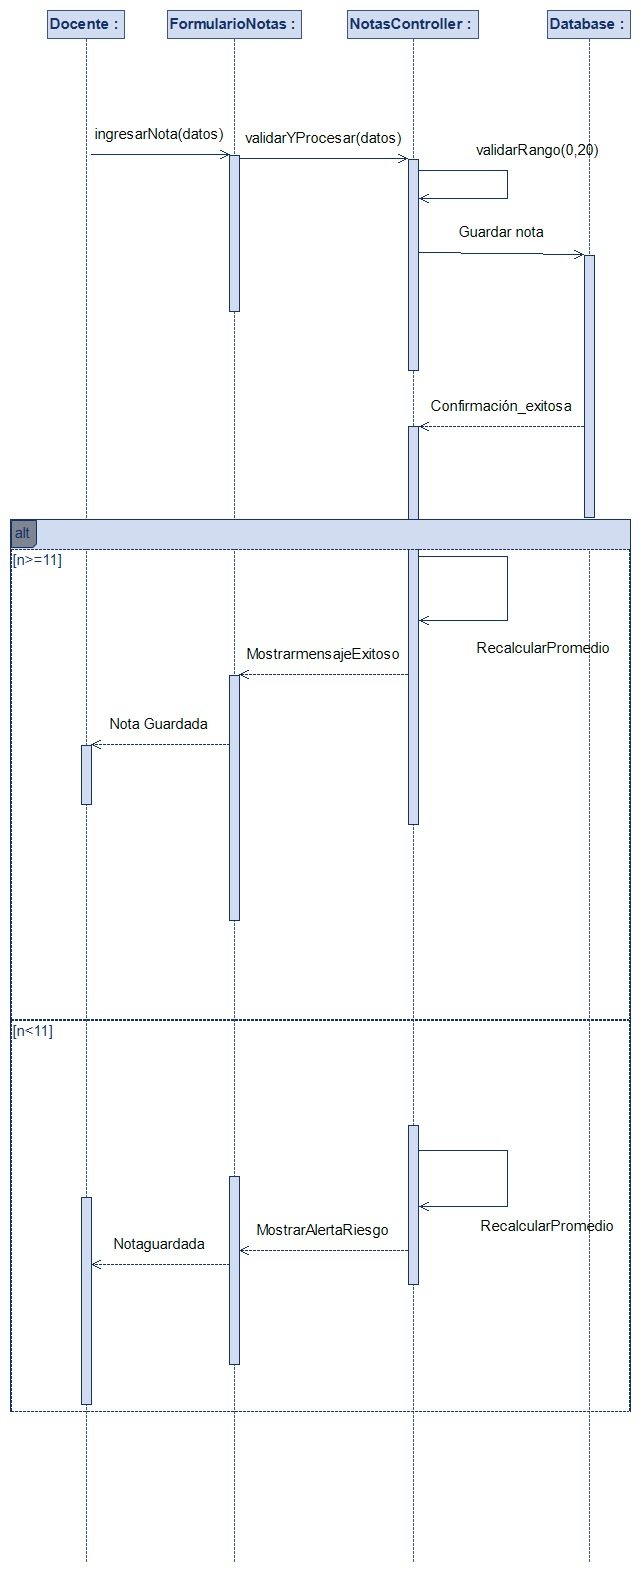 Docente :
FormularioNotas :
NotasController :
Database :
ingresarNota(datos)
validarYProcesar(datos)
validarRango(0,20)
Guardar nota
Confirmación_exitosa
alt
[n>=11]
RecalcularPromedio
MostrarmensajeExitoso
Nota Guardada
[n<11]
RecalcularPromedio
MostrarAlertaRiesgo
Notaguardada